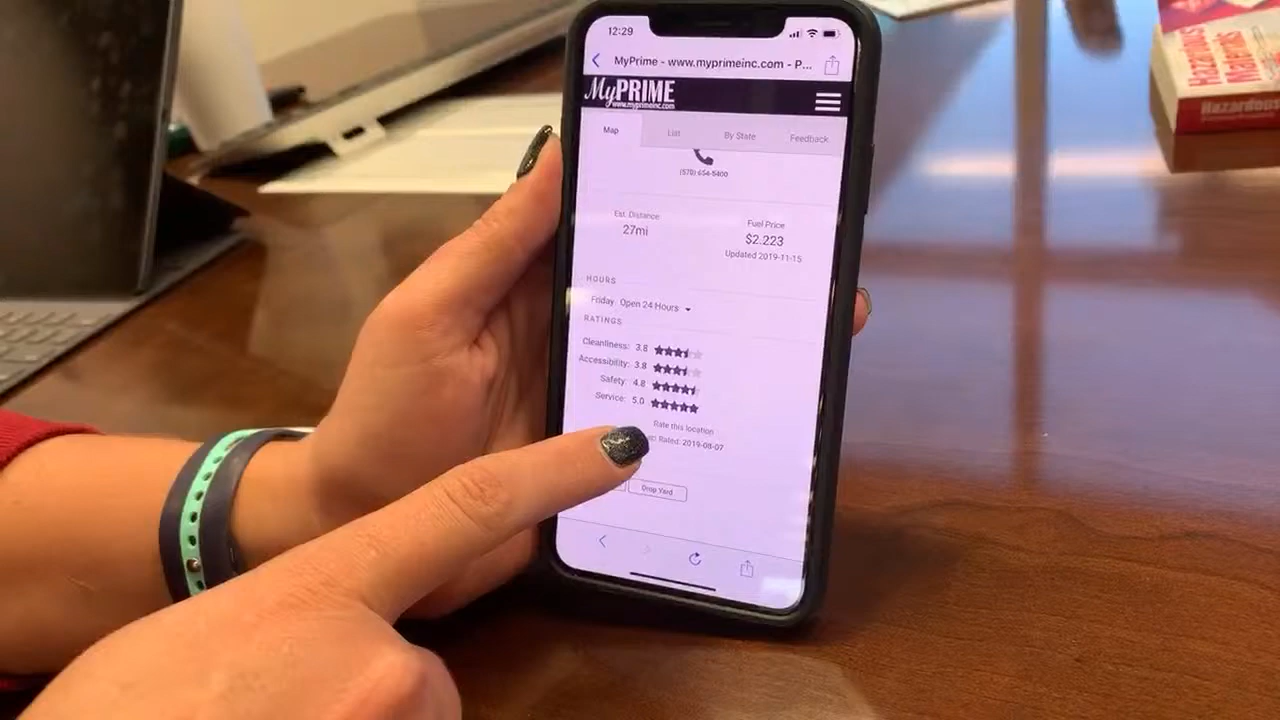 12:29
MyPrime - www.myprimeinc.com - P...
MyPRIME
www.myprimeinc.com
Map List By State Feedback
(570) 654-5400
Est. Distance
27mi
Fuel Price
$2.223
Updated 2019-11-15
HOURS
Friday Open 24 Hours
RATINGS
Cleanliness: 3.8
Accessibility: 3.8
Safety: 4.8
Service: 5.0
Rate this location
Rated: 2019-08-07
Drop Yard
Hazardous
Materials
Hazardous